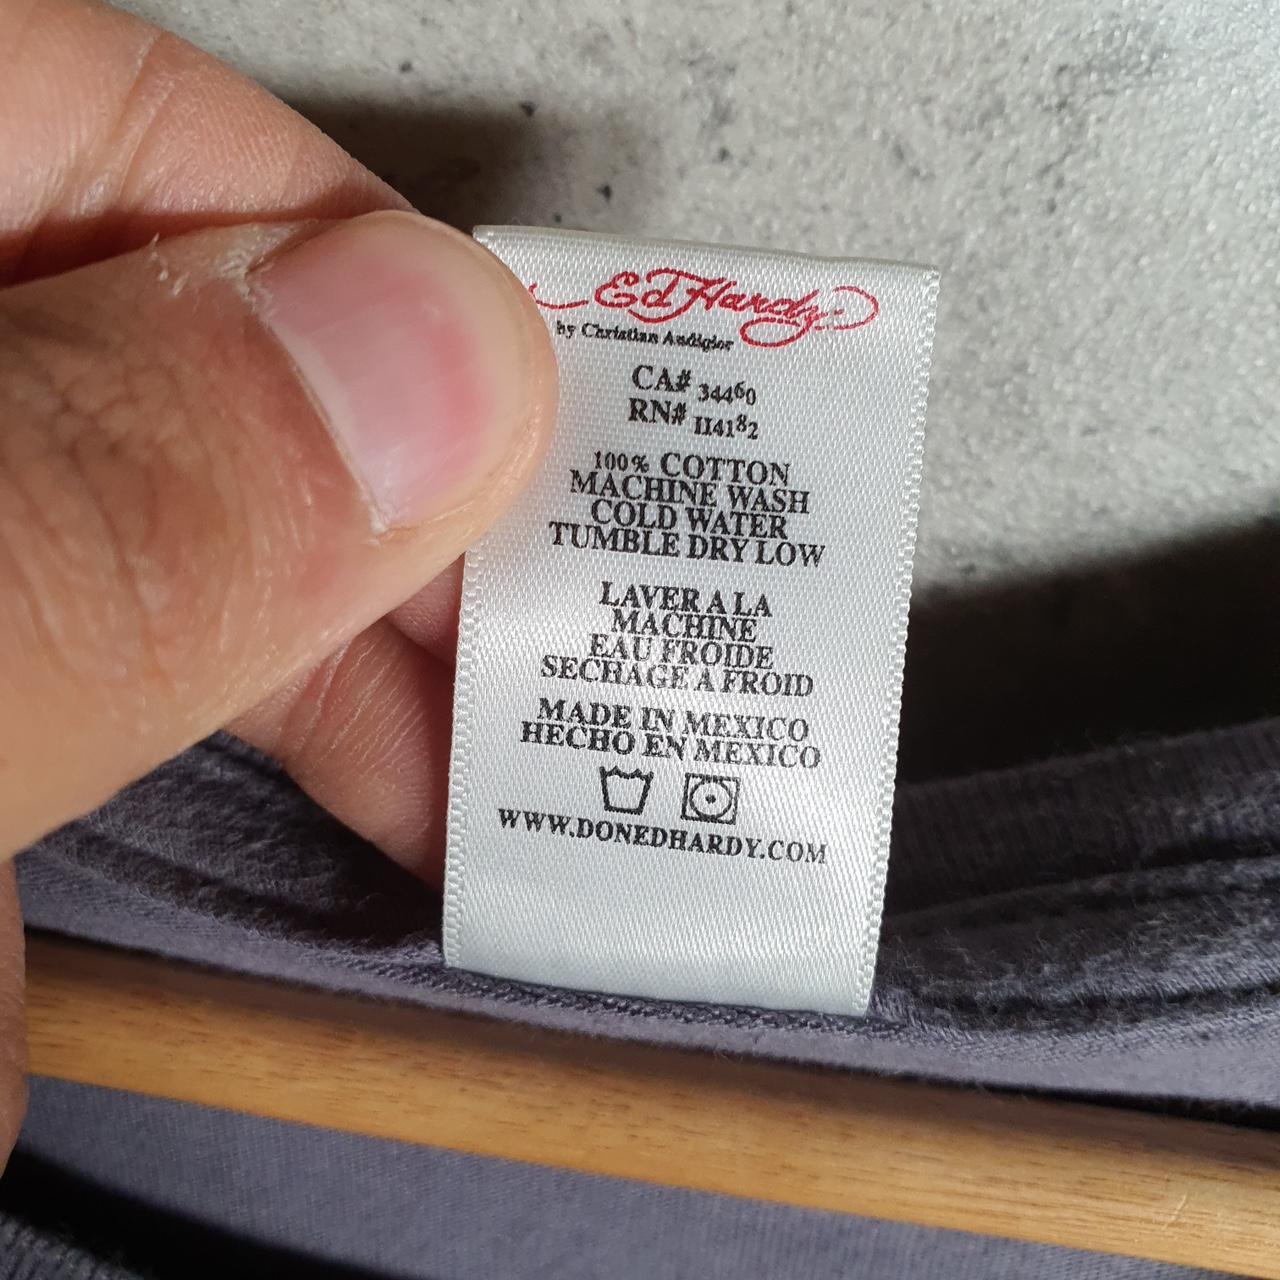 Ed Hardy
by Christian Audigier
CA# 34460
RN# 114182
100% COTTON
MACHINE WASH
COLD WATER
TUMBLE DRY LOW
LAVER A LA
MACHINE
EAU FROIDE
SECHAGE A FROID
MADE IN MEXICO
HECHO EN MEXICO
WWW.DONEDHARDY.COM